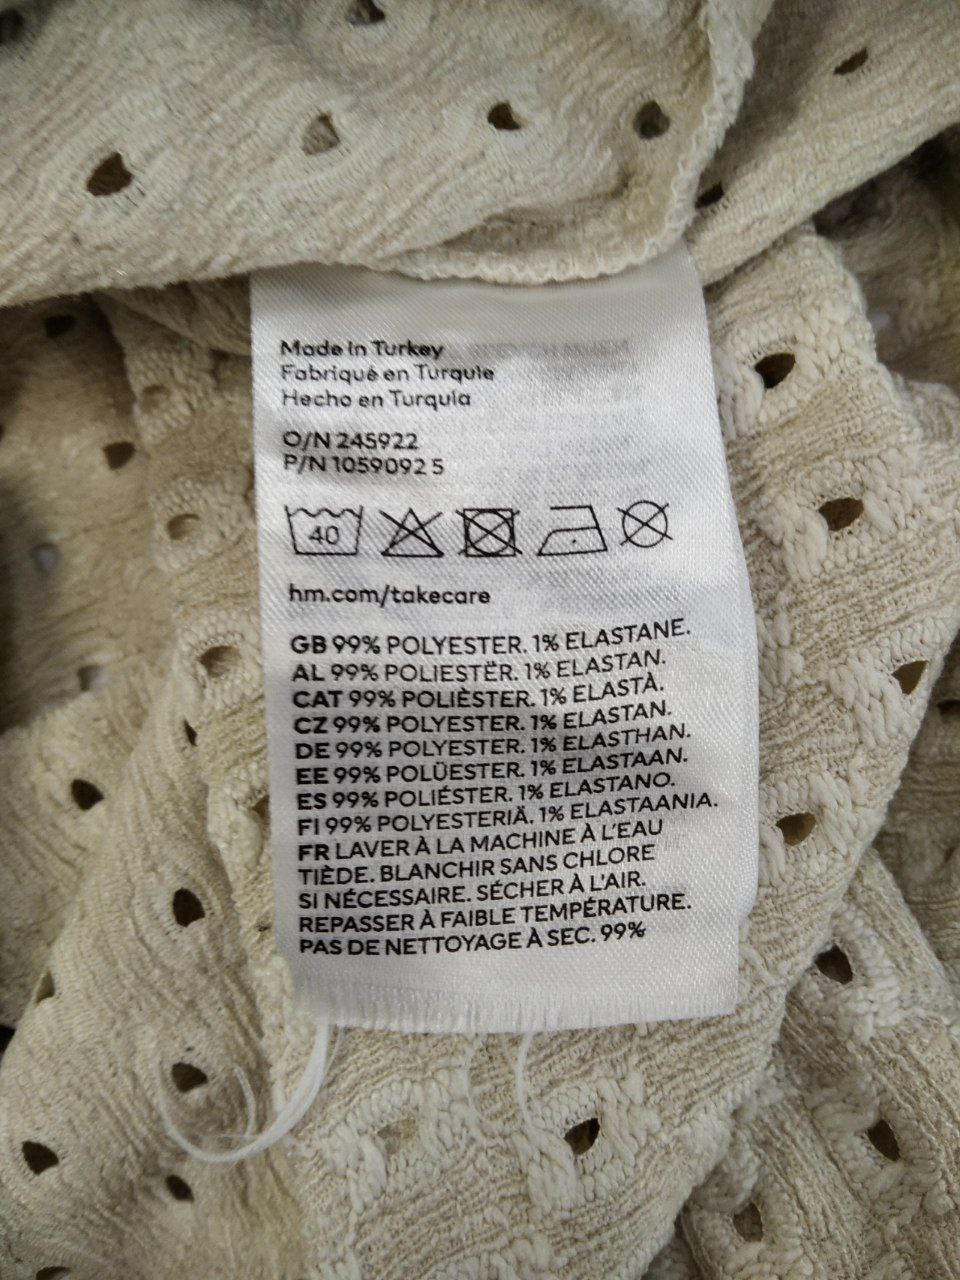 Made in Turkey
Fabriqué en Turquie
Hecho en Turquía
O/N 245922
P/N 1059092 5
40
hm.com/takecare
GB 99% POLYESTER. 1% ELASTANE.
AL 99% POLIESTËR. 1% ELASTAN.
CAT 99% POLIÈSTER. 1% ELASTÀ.
CZ 99% POLYESTER. 1% ELASTAN.
DE 99% POLYESTER. 1% ELASTHAN.
EE 99% POLÜESTER. 1% ELASTAAN.
ES 99% POLIÉSTER. 1% ELASTANO.
FI 99% POLYESTERIÄ. 1% ELASTAANIA.
FR LAVER À LA MACHINE À L'EAU
TIÈDE. BLANCHIR SANS CHLORE
SI NÉCESSAIRE. SÉCHER À L'AIR.
REPASSER À FAIBLE TEMPÉRATURE.
PAS DE NETTOYAGE À SEC. 99%